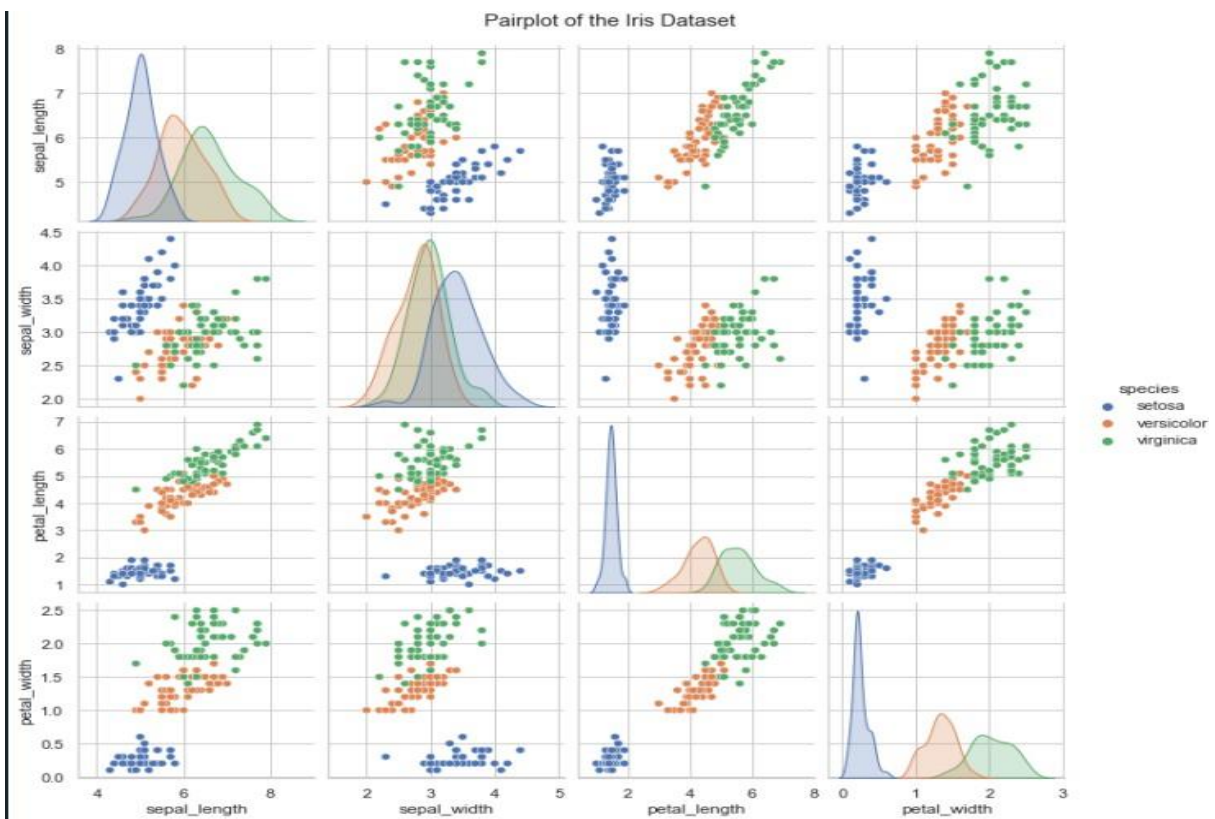 Pairplot of the Iris Dataset
8
7
6
5
sepal_length
4.5
4.0
3.5
3.0
2.5
2.0
sepal_width
7
6
5
4
3
2
1
petal_length
2.5
2.0
1.5
1.0
0.5
0.0
petal_width
4 6 8
sepal_length
2 3 4 5
sepal_width
2 4 6 8
petal_length
0 1 2 3
petal_width
species
setosa
versicolor
virginica